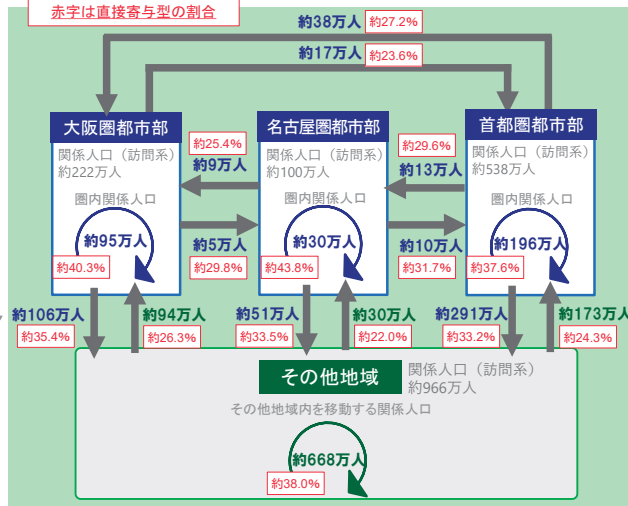 赤字は直接寄与型の割合
約38万人 約27.2%
約17万人 約23.6%
大阪圏都市部
関係人口（訪問系）
約222万人
圏内関係人口
約95万人
約40.3%
約25.4%
約9万人
約5万人
約29.8%
名古屋圏都市部
関係人口（訪問系）
約100万人
圏内関係人口
約30万人
約43.8%
約29.6%
約13万人
約10万人
約31.7%
首都圏都市部
関係人口（訪問系）
約538万人
圏内関係人口
約196万人
約37.6%
約106万人
約35.4%
約94万人
約26.3%
約51万人
約33.5%
約30万人
約22.0%
約291万人
約33.2%
約173万人
約24.3%
その他地域
関係人口（訪問系）
約966万人
その他地域内を移動する関係人口
約668万人
約38.0%